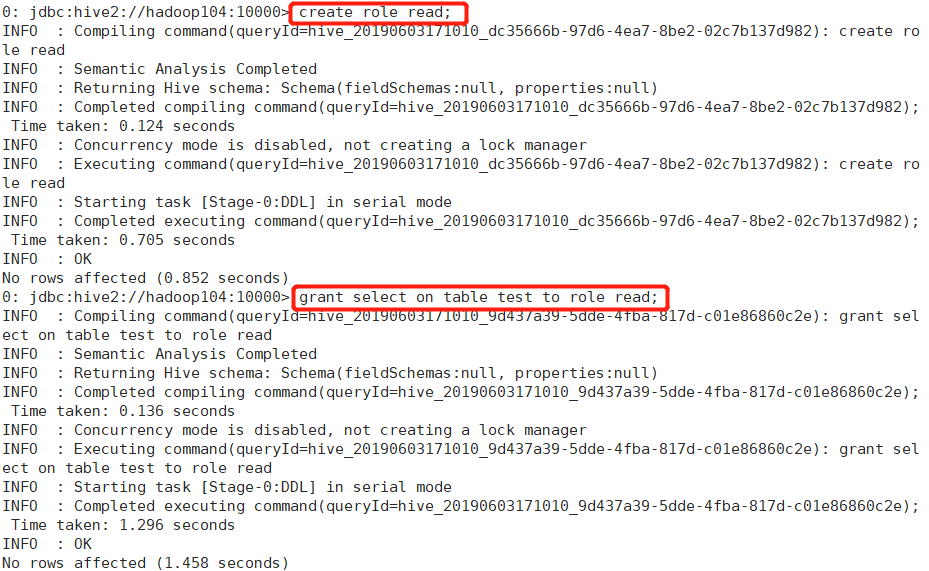 0: jdbc:hive2://hadoop104:10000> create role read;
INFO  : Compiling command(queryId=hive_20190603171010_dc35666b-97d6-4ea7-8be2-02c7b137d982): create ro
le read
INFO  : Semantic Analysis Completed
INFO  : Returning Hive schema: Schema(fieldSchemas:null, properties:null)
INFO  : Completed compiling command(queryId=hive_20190603171010_dc35666b-97d6-4ea7-8be2-02c7b137d982);
 Time taken: 0.124 seconds
INFO  : Concurrency mode is disabled, not creating a lock manager
INFO  : Executing command(queryId=hive_20190603171010_dc35666b-97d6-4ea7-8be2-02c7b137d982): create ro
le read
INFO  : Starting task [Stage-0:DDL] in serial mode
INFO  : Completed executing command(queryId=hive_20190603171010_dc35666b-97d6-4ea7-8be2-02c7b137d982);
 Time taken: 0.705 seconds
INFO  : OK
No rows affected (0.852 seconds)
0: jdbc:hive2://hadoop104:10000> grant select on table test to role read;
INFO  : Compiling command(queryId=hive_20190603171010_9d437a39-5dde-4fba-817d-c01e86860c2e): grant sel
ect on table test to role read
INFO  : Semantic Analysis Completed
INFO  : Returning Hive schema: Schema(fieldSchemas:null, properties:null)
INFO  : Completed compiling command(queryId=hive_20190603171010_9d437a39-5dde-4fba-817d-c01e86860c2e);
 Time taken: 0.136 seconds
INFO  : Concurrency mode is disabled, not creating a lock manager
INFO  : Executing command(queryId=hive_20190603171010_9d437a39-5dde-4fba-817d-c01e86860c2e): grant sel
ect on table test to role read
INFO  : Starting task [Stage-0:DDL] in serial mode
INFO  : Completed executing command(queryId=hive_20190603171010_9d437a39-5dde-4fba-817d-c01e86860c2e);
 Time taken: 1.296 seconds
INFO  : OK
No rows affected (1.458 seconds)